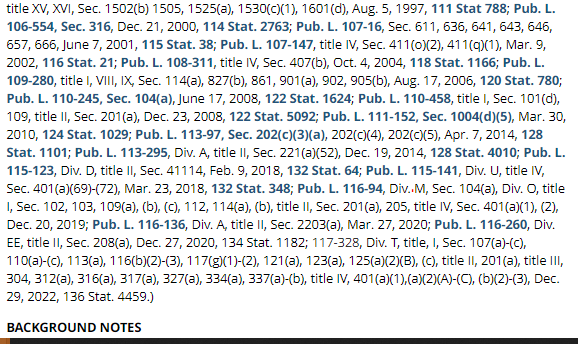 title XV, XVI, Sec. 1502(b) 1505, 1525(a), 1530(c)(1), 1601(d), Aug. 5, 1997, 111 Stat 788; Pub. L.
106-554, Sec. 316, Dec. 21, 2000, 114 Stat. 2763; Pub. L. 107-16, Sec. 611, 636, 641, 643, 646,
657, 666, June 7, 2001, 115 Stat. 38; Pub. L. 107-147, title IV, Sec. 411(o)(2), 411(q)(1), Mar. 9,
2002, 116 Stat. 21; Pub. L. 108-311, title IV, Sec. 407(b), Oct. 4, 2004, 118 Stat. 1166; Pub. L.
109-280, title I, VIII, IX, Sec. 114(a), 827(b), 861, 901(a), 902, 905(b), Aug. 17, 2006, 120 Stat. 780;
Pub. L. 110-245, Sec. 104(a), June 17, 2008, 122 Stat. 1624; Pub. L. 110-458, title I, Sec. 101(d),
109, title II, Sec. 201(a), Dec. 23, 2008, 122 Stat. 5092; Pub. L. 111-152, Sec. 1004(d)(5), Mar. 30,
2010, 124 Stat. 1029; Pub. L. 113-97, Sec. 202(c)(3)(a), 202(c)(4), 202(c)(5), Apr. 7, 2014, 128
Stat. 1101; Pub. L. 113-295, Div. A, title II, Sec. 221(a)(52), Dec. 19, 2014, 128 Stat. 4010; Pub. L.
115-123, Div. D, title II, Sec. 41114, Feb. 9, 2018, 132 Stat. 64; Pub. L. 115-141, Div. U, title IV,
Sec. 401(a)(69)-(72), Mar. 23, 2018, 132 Stat. 348; Pub. L. 116-94, Div. M, Sec. 104(a), Div. O, title
I, Sec. 102, 103, 109(a), (b), (c), 112, 114(a), (b), title II, Sec. 201(a), 205, title IV, Sec. 401(a)(1), (2),
Dec. 20, 2019; Pub. L. 116-136, Div. A, title II, Sec. 2203(a), Mar. 27, 2020; Pub. L. 116-260, Div.
EE, title II, Sec. 208(a), Dec. 27, 2020, 134 Stat. 1182; 117-328, Div. T, title, I, Sec. 107(a)-(c),
110(a)-(c), 113(a), 116(b)(2)-(3), 117(g)(1)-(2), 121(a), 123(a), 125(a)(2)(B), (c), title II, 201(a), title III,
304, 312(a), 316(a), 317(a), 327(a), 334(a), 337(a)-(b), title IV, 401(a)(1),(a)(2)(A)-(C), (b)(2)-(3), Dec.
29, 2022, 136 Stat. 4459.)
BACKGROUND NOTES